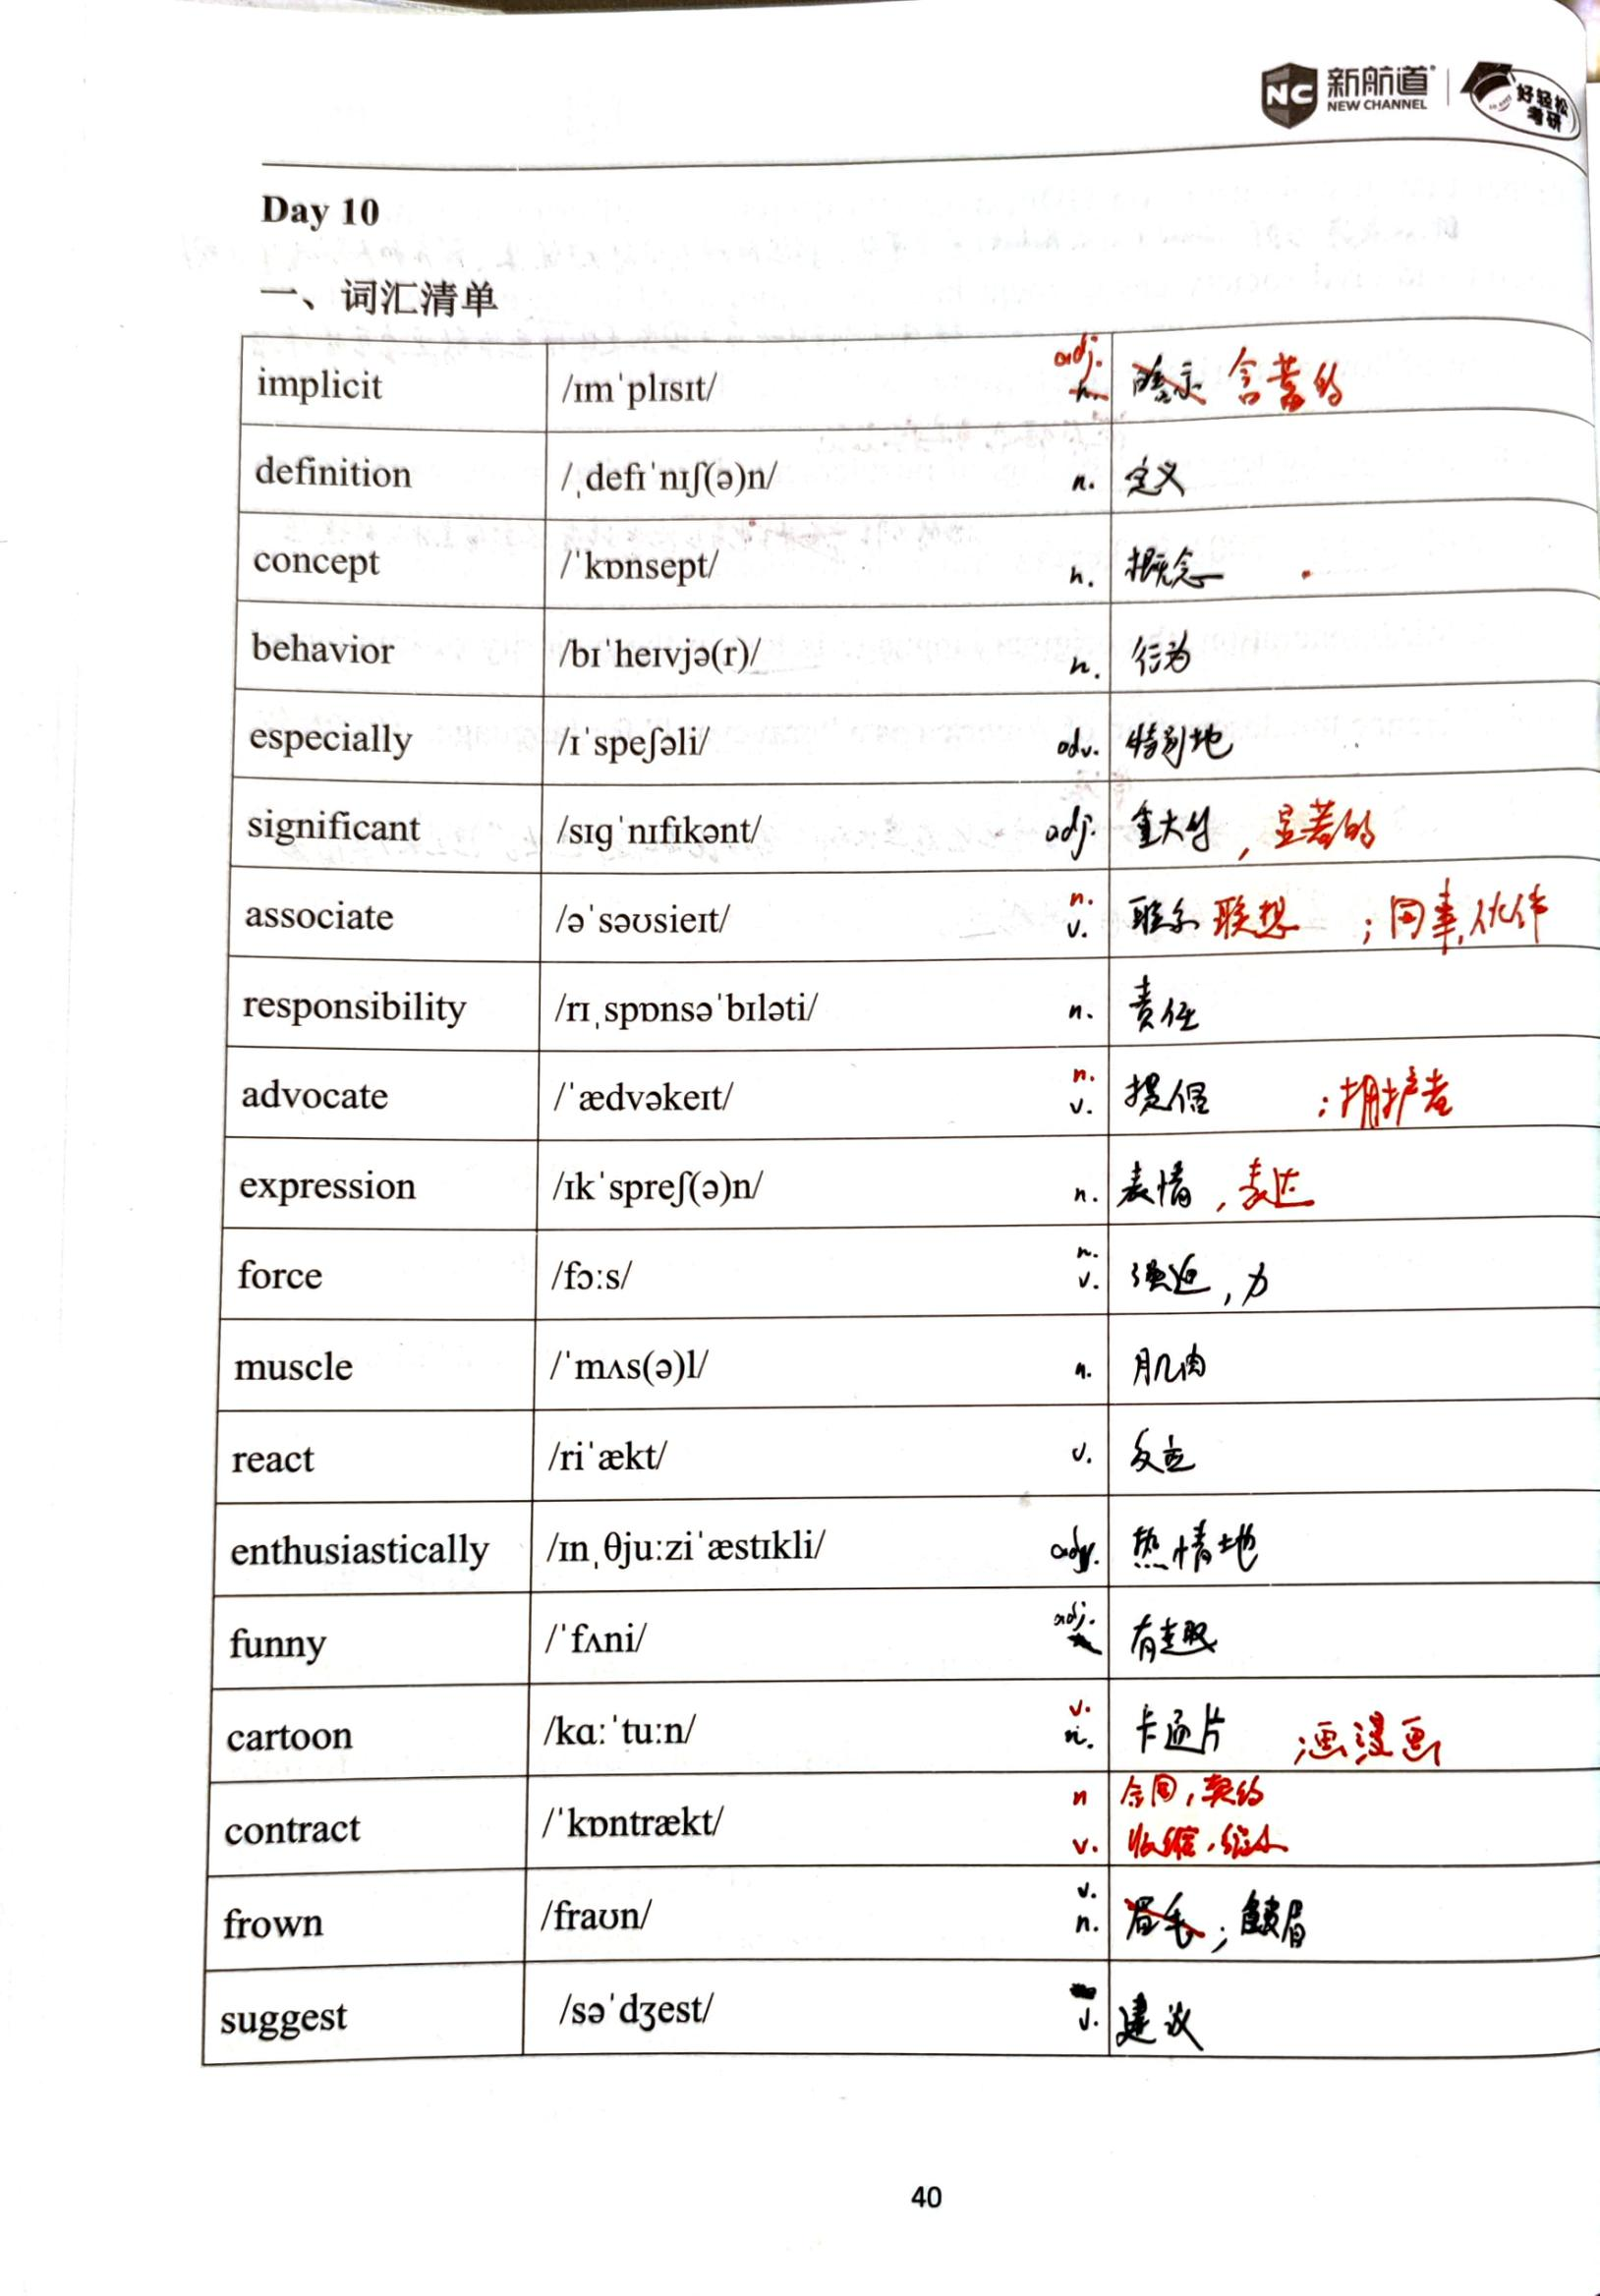 NC 新航道 NEW CHANNEL 好轻松考研
Day 10
一、词汇清单
implicit /ɪmˈplɪsɪt/ adj. n. 暗示 含蓄的
definition /ˌdefɪˈnɪʃ(ə)n/ n. 定义
concept /ˈkɒnsept/ n. 概念
behavior /bɪˈheɪvjə(r)/ n. 行为
especially /ɪˈspeʃəli/ adv. 特别地
significant /sɪɡˈnɪfɪkənt/ adj. 重大的，显著的
associate /əˈsəʊsieɪt/ n. v. 联系 联想；同事，伙伴
responsibility /rɪˌspɒnsəˈbɪləti/ n. 责任
advocate /ˈædvəkeɪt/ n. v. 提倡；拥护者
expression /ɪkˈspreʃ(ə)n/ n. 表情，表达
force /fɔːs/ n. v. 强迫，力
muscle /ˈmʌs(ə)l/ n. 肌肉
react /riˈækt/ v. 反应
enthusiastically /ɪnˌθjuːziˈæstɪkli/ adv. 热情地
funny /ˈfʌni/ adj. 有趣
cartoon /kɑːˈtuːn/ v. n. 卡通片；画漫画
contract /ˈkɒntrækt/ n 合同，契约
v. 收缩，缩小
frown /fraʊn/ v. n. 眉毛；皱眉
suggest /səˈdʒest/ v. 建议
40